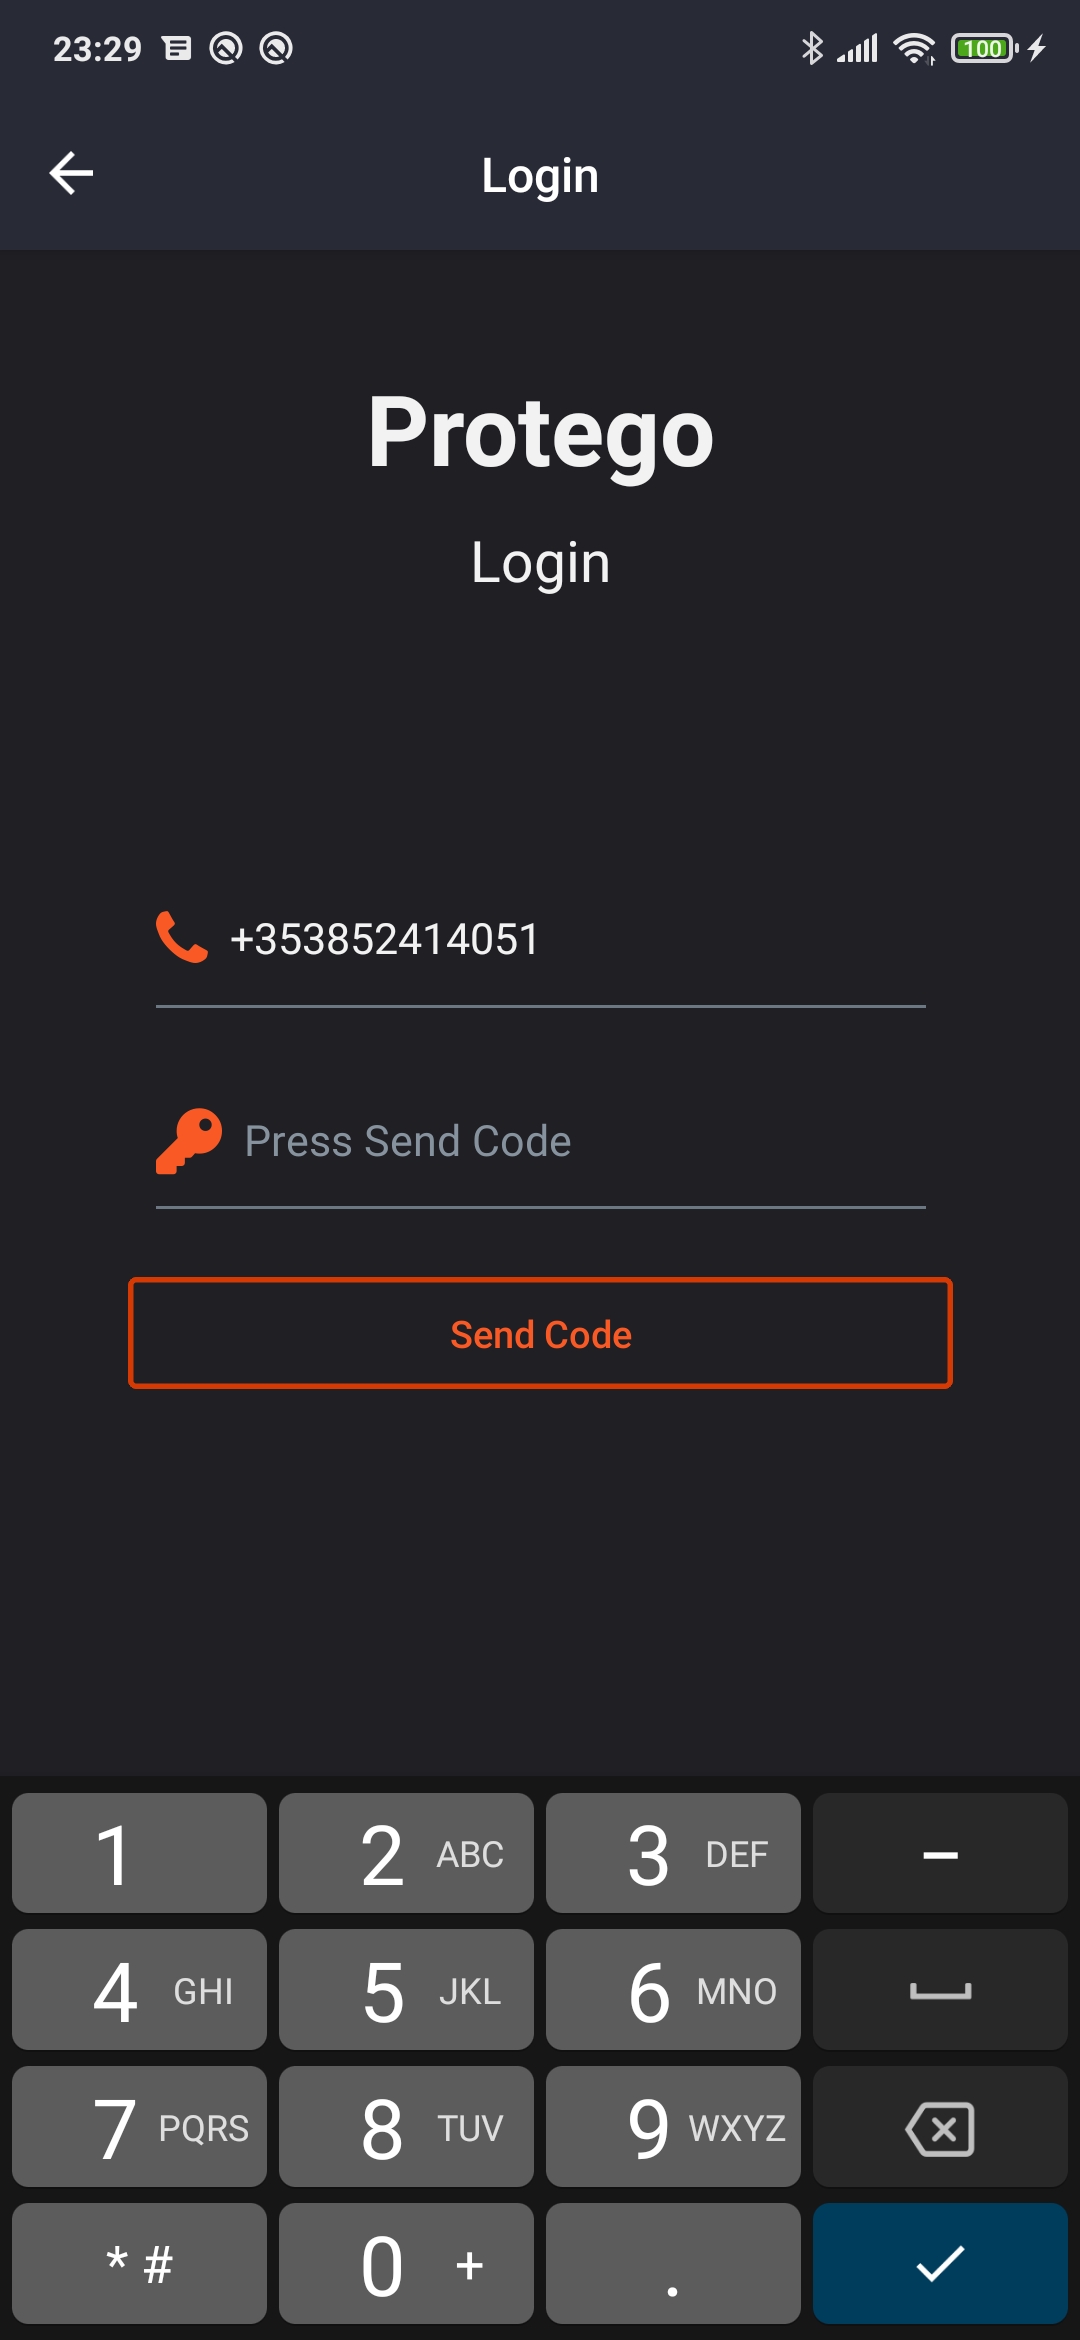 23:29
100
Login
Protego
Login
+353852414051
Press Send Code
Send Code
1
2 ABC
3 DEF
–
4 GHI
5 JKL
6 MNO
7 PQRS
8 TUV
9 WXYZ
* #
0 +
.